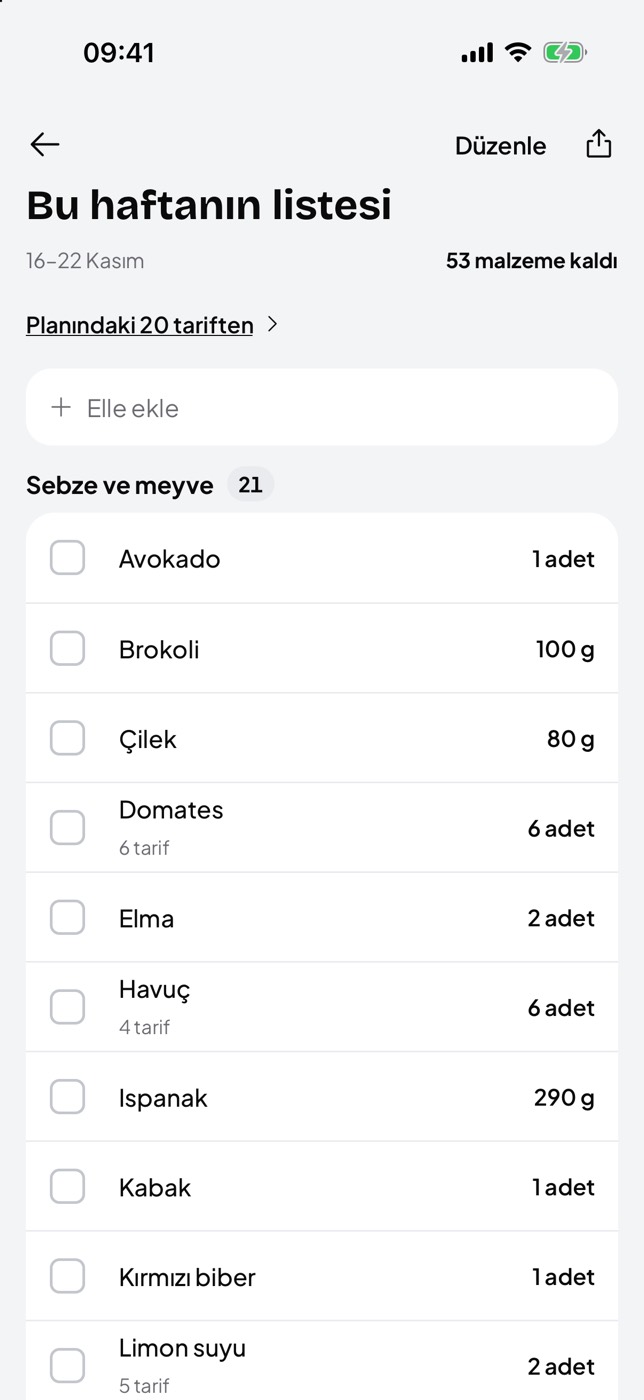 09:41
Düzenle
Bu haftanın listesi
16–22 Kasım
53 malzeme kaldı
Planındaki 20 tariften
Elle ekle
Sebze ve meyve 21
Avokado 1 adet
Brokoli 100 g
Çilek 80 g
Domates 6 adet
6 tarif
Elma 2 adet
Havuç 6 adet
4 tarif
Ispanak 290 g
Kabak 1 adet
Kırmızı biber 1 adet
Limon suyu 2 adet
5 tarif